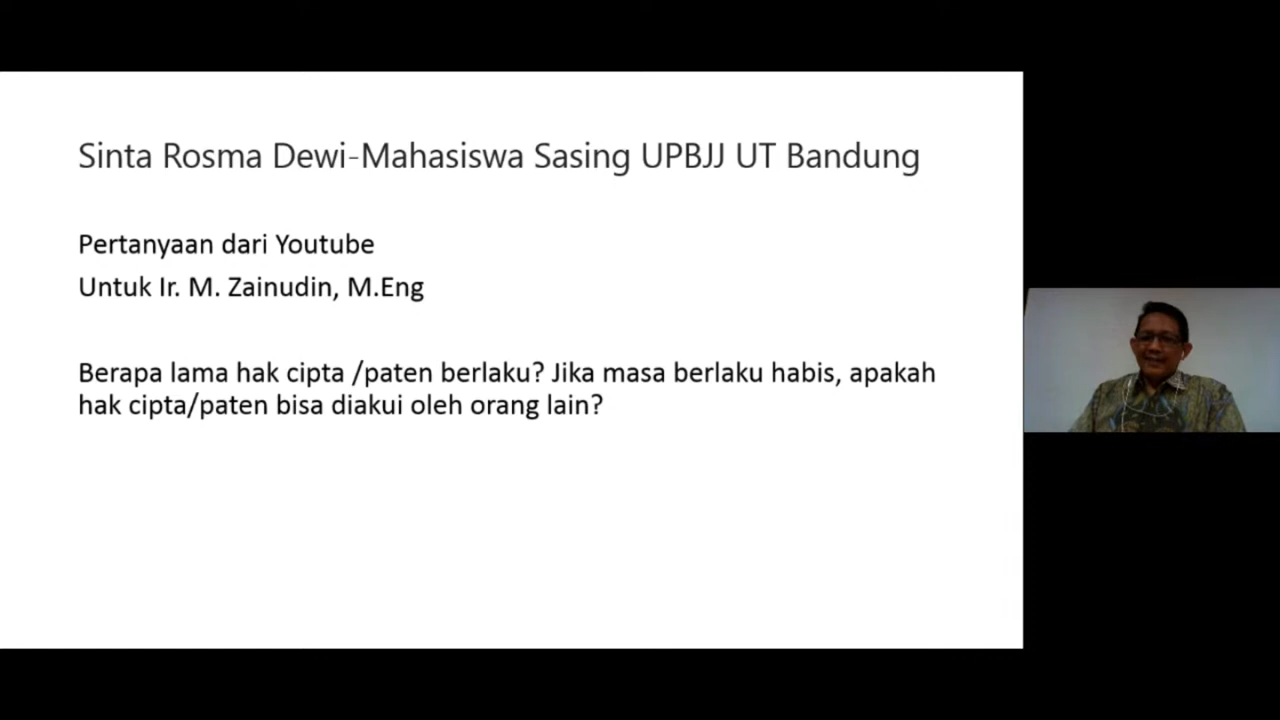 Sinta Rosma Dewi-Mahasiswa Sasing UPBJJ UT Bandung
Pertanyaan dari Youtube
Untuk Ir. M. Zainudin, M.Eng
Berapa lama hak cipta /paten berlaku? Jika masa berlaku habis, apakah
hak cipta/paten bisa diakui oleh orang lain?